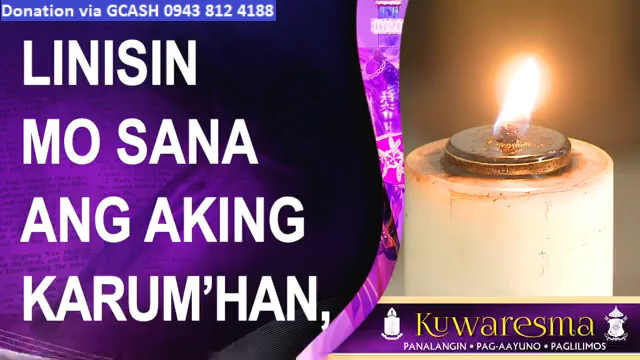 Donation via GCASH 0943 812 4188
LINISIN
MO SANA
ANG AKING
KARUM'HAN,
Kuwaresma
PANALANGIN • PAG-AAYUNO • PAGLILIMOS